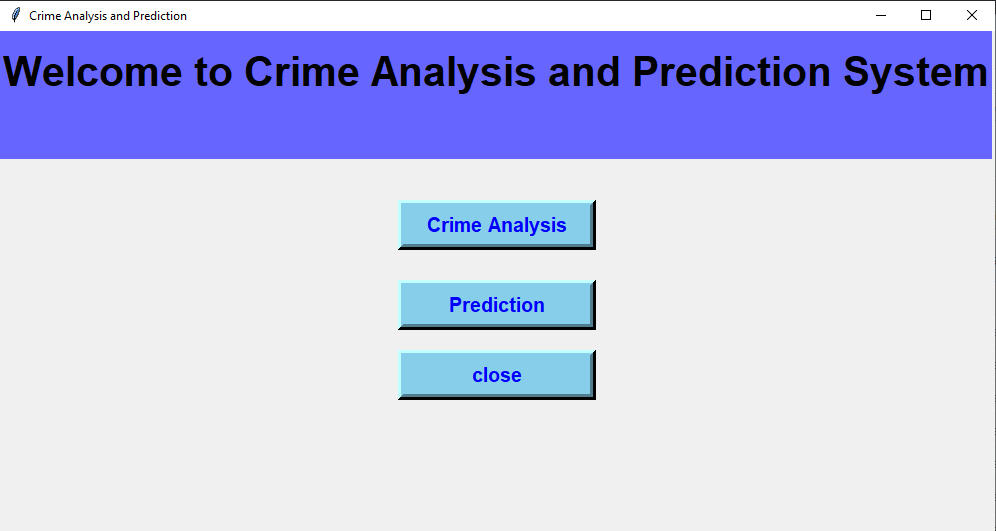 Crime Analysis and Prediction
Welcome to Crime Analysis and Prediction System
Crime Analysis
Prediction
close